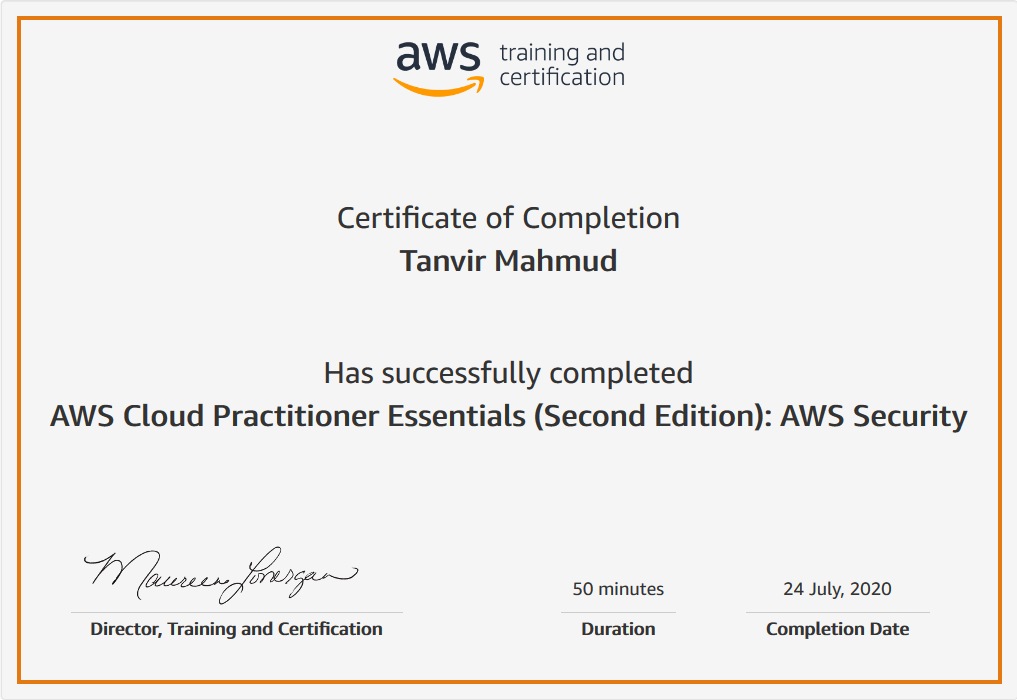 aws training and
certification
Certificate of Completion
Tanvir Mahmud
Has successfully completed
AWS Cloud Practitioner Essentials (Second Edition): AWS Security
Maureen Lonergan
50 minutes
24 July, 2020
Director, Training and Certification
Duration
Completion Date